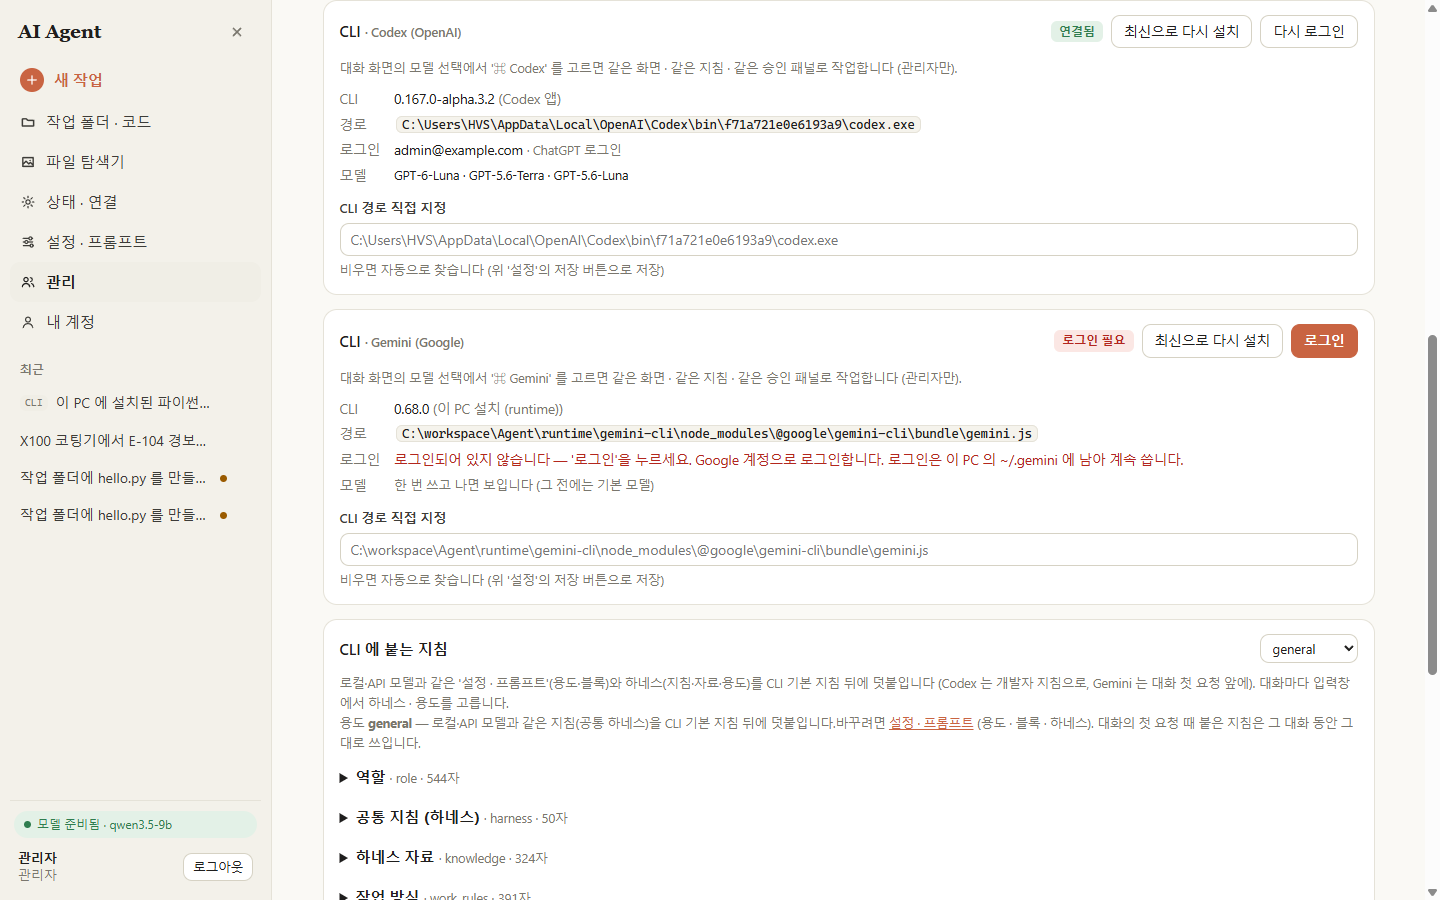 AI Agent
새 작업
작업 폴더 · 코드
파일 탐색기
상태 · 연결
설정 · 프롬프트
관리
내 계정
최근
CLI 이 PC 에 설치된 파이썬...
X100 코팅기에서 E-104 경보...
작업 폴더에 hello.py 를 만들...
작업 폴더에 hello.py 를 만들...
모델 준비됨 · qwen3.5-9b
관리자
관리자
로그아웃
CLI · Codex (OpenAI)
연결됨
최신으로 다시 설치
다시 로그인
대화 화면의 모델 선택에서 '⌘ Codex' 를 고르면 같은 화면 · 같은 지침 · 같은 승인 패널로 작업합니다 (관리자만).
CLI 0.167.0-alpha.3.2 (Codex 앱)
경로 C:\Users\HVS\AppData\Local\OpenAI\Codex\bin\f71a721e0e6193a9\codex.exe
로그인 admin@example.com · ChatGPT 로그인
모델 GPT-6-Luna · GPT-5.6-Terra · GPT-5.6-Luna
CLI 경로 직접 지정
C:\Users\HVS\AppData\Local\OpenAI\Codex\bin\f71a721e0e6193a9\codex.exe
비우면 자동으로 찾습니다 (위 '설정'의 저장 버튼으로 저장)
CLI · Gemini (Google)
로그인 필요
최신으로 다시 설치
로그인
대화 화면의 모델 선택에서 '⌘ Gemini' 를 고르면 같은 화면 · 같은 지침 · 같은 승인 패널로 작업합니다 (관리자만).
CLI 0.68.0 (이 PC 설치 (runtime))
경로 C:\workspace\Agent\runtime\gemini-cli\node_modules\@google\gemini-cli\bundle\gemini.js
로그인 로그인되어 있지 않습니다 — '로그인'을 누르세요. Google 계정으로 로그인합니다. 로그인은 이 PC 의 ~/.gemini 에 남아 계속 씁니다.
모델 한 번 쓰고 나면 보입니다 (그 전에는 기본 모델)
CLI 경로 직접 지정
C:\workspace\Agent\runtime\gemini-cli\node_modules\@google\gemini-cli\bundle\gemini.js
비우면 자동으로 찾습니다 (위 '설정'의 저장 버튼으로 저장)
CLI 에 붙는 지침
general
로컬·API 모델과 같은 '설정 · 프롬프트'(용도·블록)와 하네스(지침·자료·용도)를 CLI 기본 지침 뒤에 덧붙입니다 (Codex 는 개발자 지침으로, Gemini 는 대화 첫 요청 앞에). 대화마다 입력창
에서 하네스 · 용도를 고릅니다.
용도 general — 로컬·API 모델과 같은 지침(공통 하네스)을 CLI 기본 지침 뒤에 덧붙입니다.바꾸려면 설정 · 프롬프트 (용도 · 블록 · 하네스). 대화의 첫 요청 때 붙은 지침은 그 대화 동안 그
대로 쓰입니다.
역할 · role · 544자
공통 지침 (하네스) · harness · 50자
하네스 자료 · knowledge · 324자
작업 방식 · work_rules · 391자